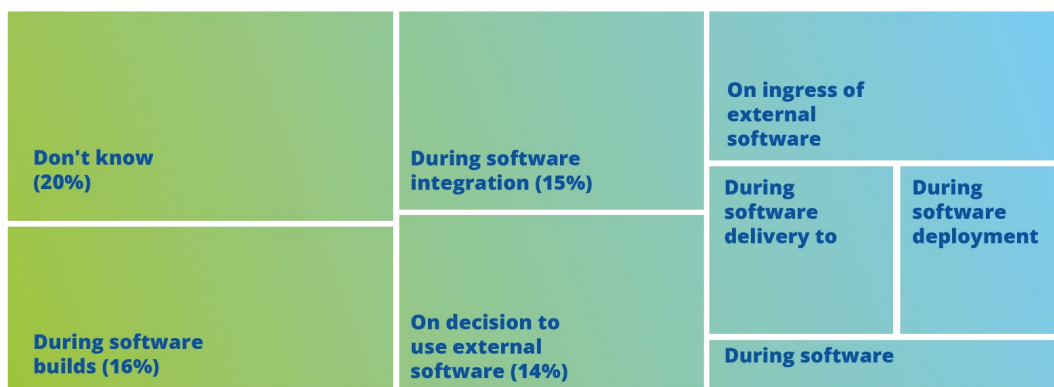 Don't know
(20%)
During software
builds (16%)
During software
integration (15%)
On decision to
use external
software (14%)
On ingress of
external
software
During
software
delivery to
During
software
deployment
During software